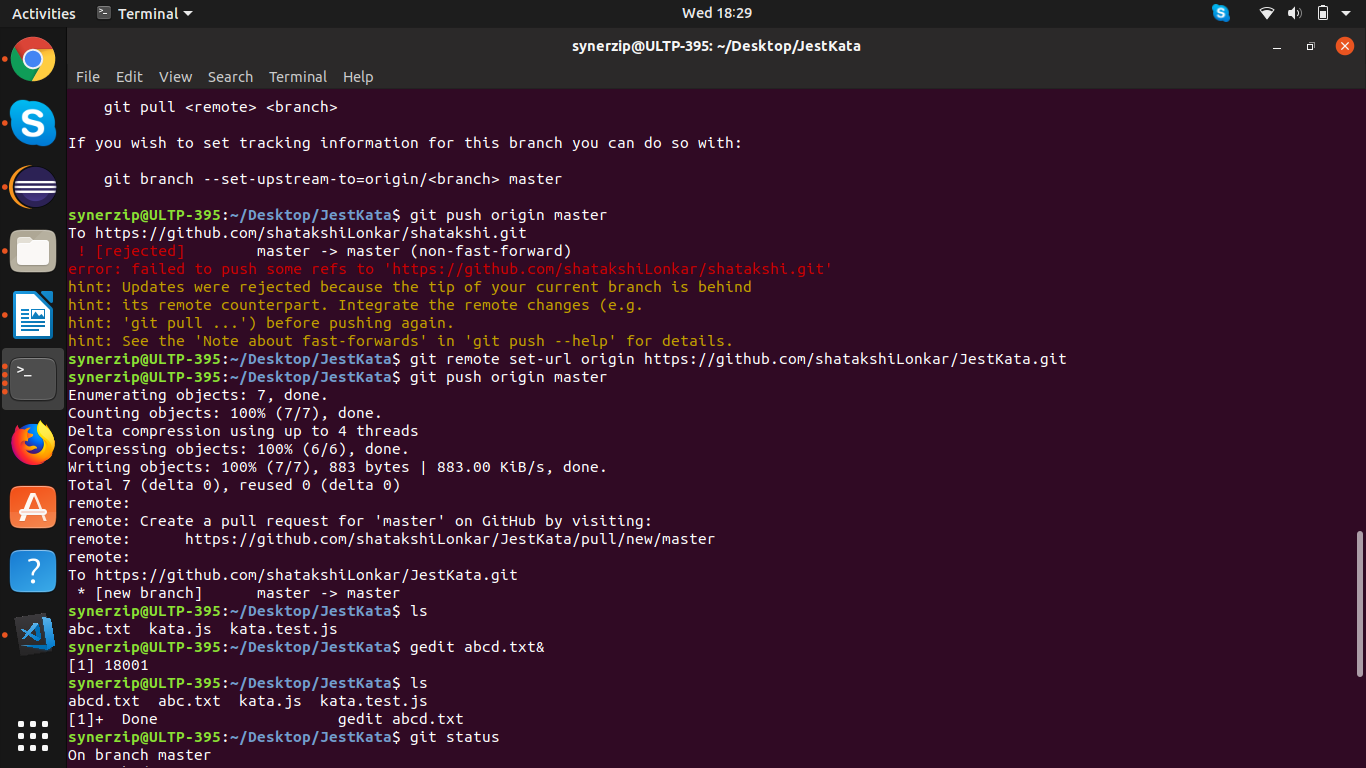 Activities Terminal Wed 18:29
synerzip@ULTP-395: ~/Desktop/JestKata
File Edit View Search Terminal Help
git pull <remote> <branch>
If you wish to set tracking information for this branch you can do so with:
git branch --set-upstream-to=origin/<branch> master
synerzip@ULTP-395:~/Desktop/JestKata$ git push origin master
To https://github.com/shatakshiLonkar/shatakshi.git
! [rejected] master -> master (non-fast-forward)
error: failed to push some refs to 'https://github.com/shatakshiLonkar/shatakshi.git'
hint: Updates were rejected because the tip of your current branch is behind
hint: its remote counterpart. Integrate the remote changes (e.g.
hint: 'git pull ...') before pushing again.
hint: See the 'Note about fast-forwards' in 'git push --help' for details.
synerzip@ULTP-395:~/Desktop/JestKata$ git remote set-url origin https://github.com/shatakshiLonkar/JestKata.git
synerzip@ULTP-395:~/Desktop/JestKata$ git push origin master
Enumerating objects: 7, done.
Counting objects: 100% (7/7), done.
Delta compression using up to 4 threads
Compressing objects: 100% (6/6), done.
Writing objects: 100% (7/7), 883 bytes | 883.00 KiB/s, done.
Total 7 (delta 0), reused 0 (delta 0)
remote:
remote: Create a pull request for 'master' on GitHub by visiting:
remote: https://github.com/shatakshiLonkar/JestKata/pull/new/master
remote:
To https://github.com/shatakshiLonkar/JestKata.git
* [new branch] master -> master
synerzip@ULTP-395:~/Desktop/JestKata$ ls
abc.txt kata.js kata.test.js
synerzip@ULTP-395:~/Desktop/JestKata$ gedit abcd.txt&
[1] 18001
synerzip@ULTP-395:~/Desktop/JestKata$ ls
abcd.txt abc.txt kata.js kata.test.js
[1]+ Done gedit abcd.txt
synerzip@ULTP-395:~/Desktop/JestKata$ git status
On branch master